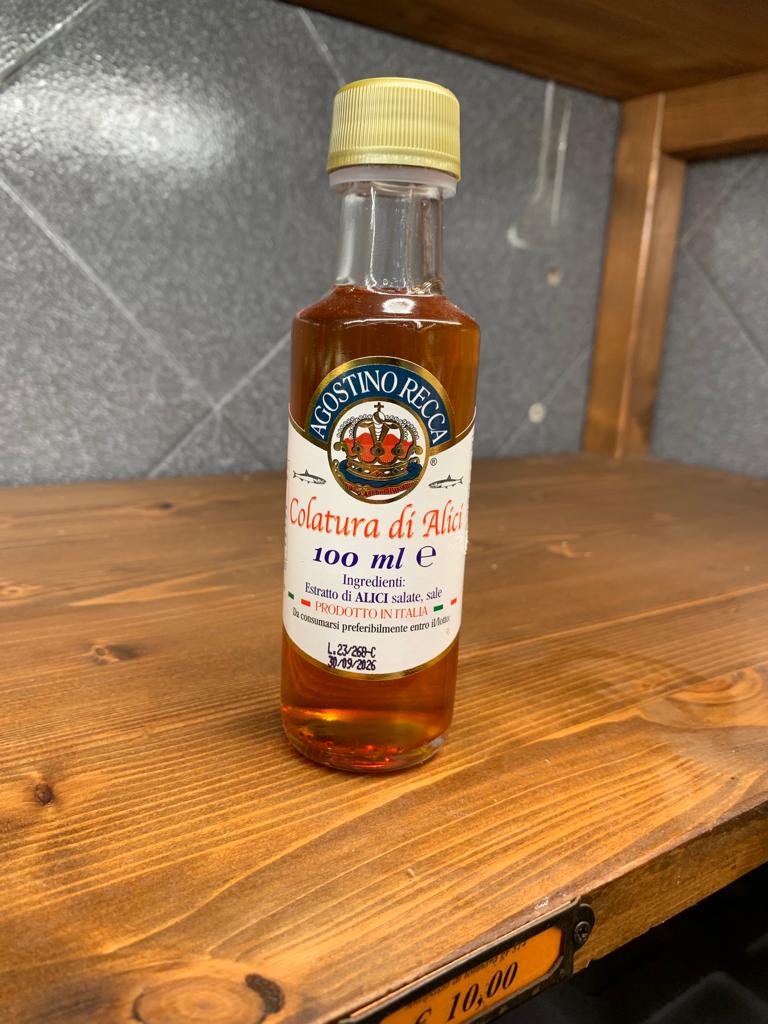 AGOSTINO RECCA
®
Colatura di Alici
100 ml ℮
Ingredienti:
Estratto di ALICI salate, sale
PRODOTTO IN ITALIA
Da consumarsi preferibilmente entro il/lotto:
L.23/268-C
30/09/2026
€ 10,00